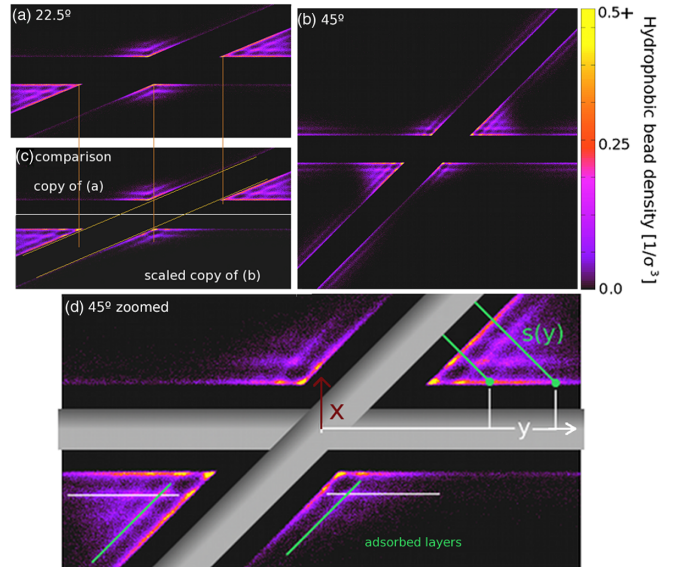 (a) 22.5º
(b) 45º
(c) comparison
copy of (a)
scaled copy of (b)
0.5+
0.25
0.0
Hydrophobic bead density [1/σ³]
(d) 45º zoomed
s(y)
x
y
adsorbed layers